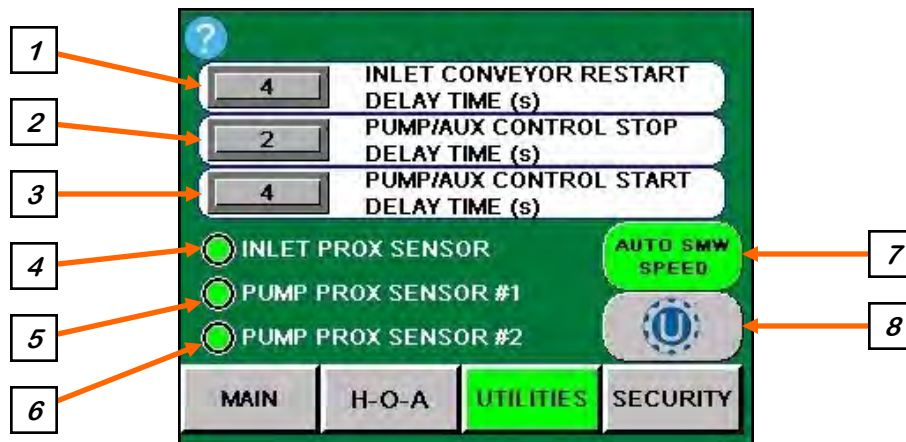 ?
1
4
INLET CONVEYOR RESTART
DELAY TIME (s)
2
2
PUMP/AUX CONTROL STOP
DELAY TIME (s)
3
4
PUMP/AUX CONTROL START
DELAY TIME (s)
4
INLET PROX SENSOR
5
PUMP PROX SENSOR #1
6
PUMP PROX SENSOR #2
AUTO SMW
SPEED
7
U
8
MAIN
H-O-A
UTILITIES
SECURITY